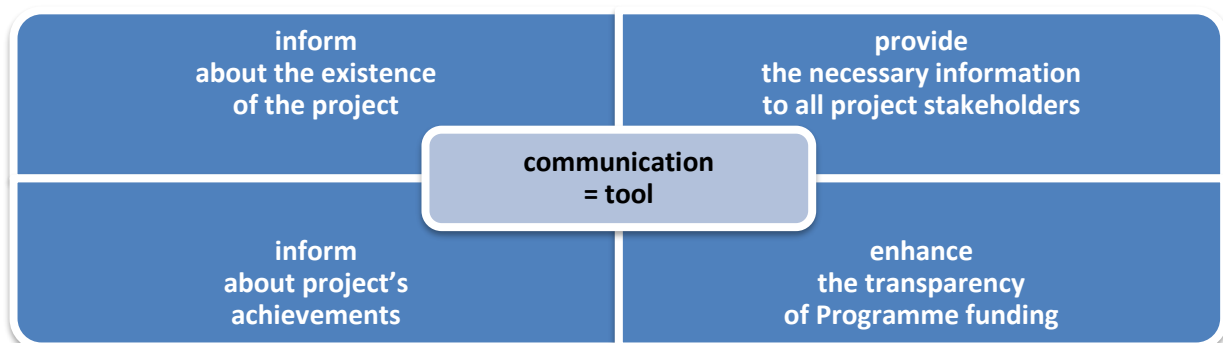 inform
about the existence
of the project
provide
the necessary information
to all project stakeholders
communication
= tool
inform
about project’s
achievements
enhance
the transparency
of Programme funding